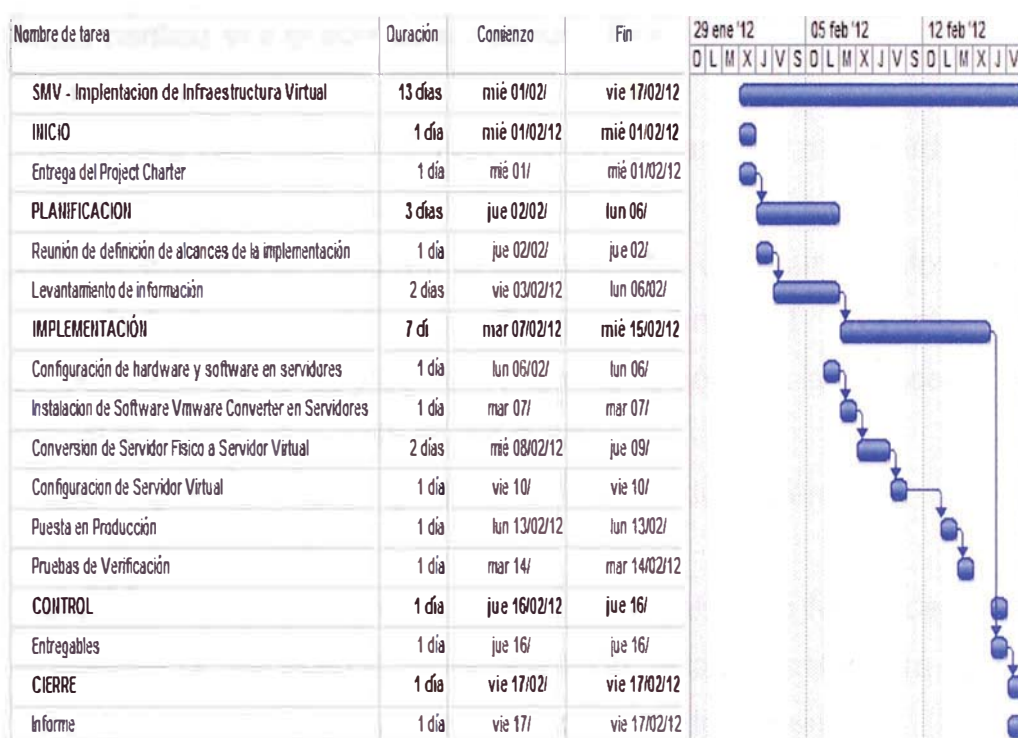 Nombre de tarea Duración Comienzo Fin 29 ene '12 05 feb '12 12 feb '12
D L M X J V S D L M X J V S D L M X J V
SMV - Implentacion de Infraestructura Virtual 13 días mié 01/02/ vie 17/02/12
INICIO 1 día mié 01/02/12 mié 01/02/12
Entrega del Project Charter 1 día mié 01/ mié 01/02/12
PLANIFICACION 3 días jue 02/02/ lun 06/
Reunión de definición de alcances de la implementación 1 día jue 02/02/ jue 02/
Levantamiento de información 2 días vie 03/02/12 lun 06/02/
IMPLEMENTACIÓN 7 dí mar 07/02/12 mié 15/02/12
Configuración de hardware y software en servidores 1 día lun 06/02/ lun 06/
Instalacion de Software Vmware Converter en Servidores 1 día mar 07/ mar 07/
Conversion de Servidor Fisico a Servidor Virtual 2 días mié 08/02/12 jue 09/
Configuracion de Servidor Virtual 1 día vie 10/ vie 10/
Puesta en Producción 1 día lun 13/02/12 lun 13/02/
Pruebas de Verificación 1 día mar 14/ mar 14/02/12
CONTROL 1 día jue 16/02/12 jue 16/
Entregables 1 día jue 16/ jue 16/
CIERRE 1 día vie 17/02/ vie 17/02/12
Informe 1 día vie 17/ vie 17/02/12